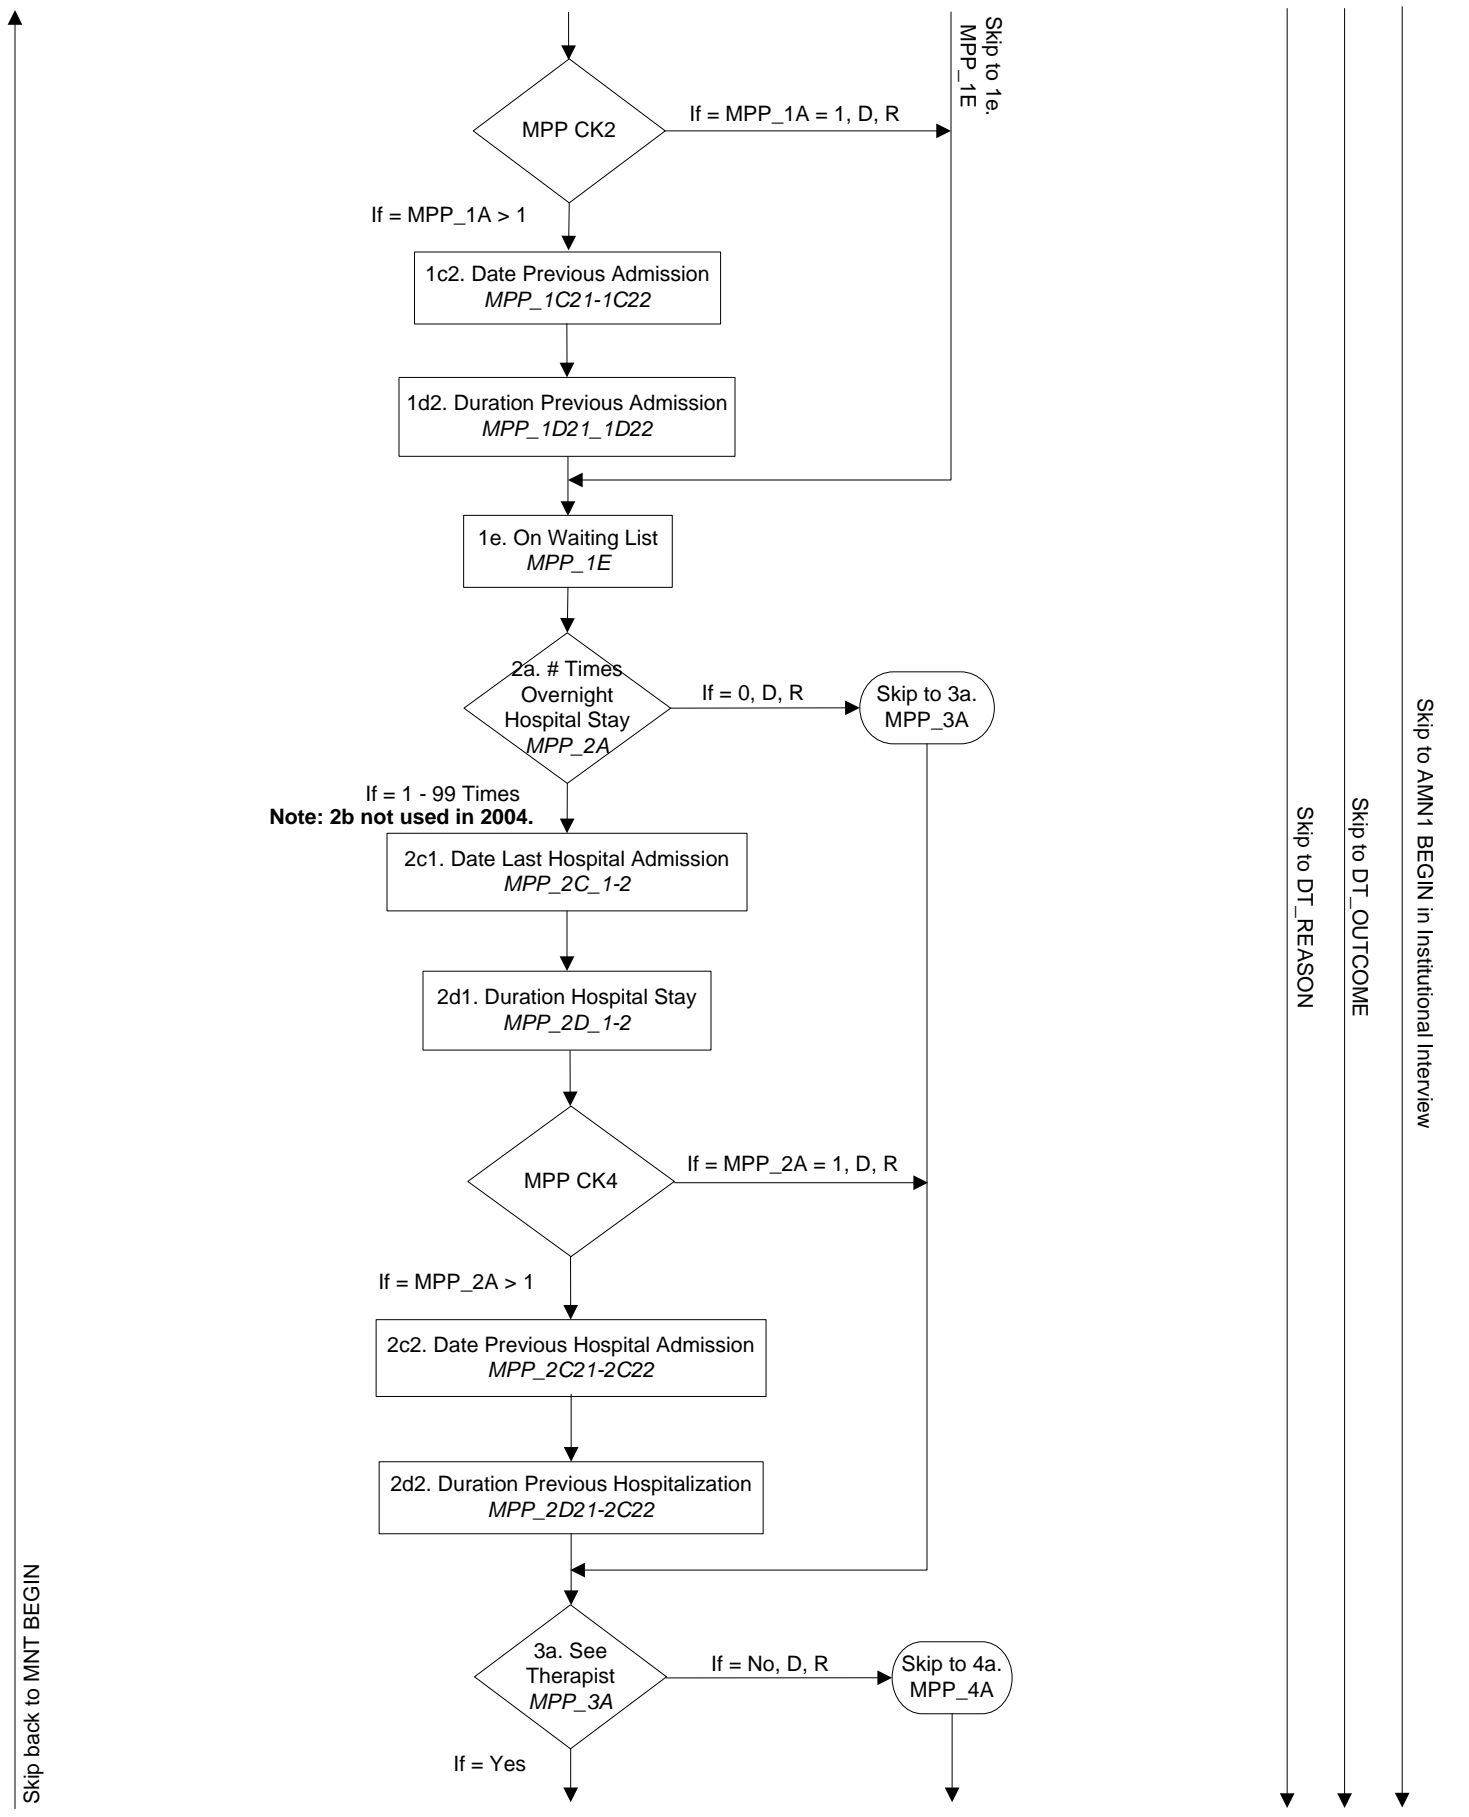 Skip to 1e.
MPP_1E
MPP CK2
If = MPP_1A = 1, D, R
If = MPP_1A > 1
1c2. Date Previous Admission
MPP_1C21-1C22
1d2. Duration Previous Admission
MPP_1D21_1D22
1e. On Waiting List
MPP_1E
2a. # Times
Overnight
Hospital Stay
MPP_2A
If = 0, D, R
Skip to 3a.
MPP_3A
If = 1 - 99 Times
Note: 2b not used in 2004.
2c1. Date Last Hospital Admission
MPP_2C_1-2
2d1. Duration Hospital Stay
MPP_2D_1-2
MPP CK4
If = MPP_2A = 1, D, R
If = MPP_2A > 1
2c2. Date Previous Hospital Admission
MPP_2C21-2C22
2d2. Duration Previous Hospitalization
MPP_2D21-2C22
3a. See
Therapist
MPP_3A
If = No, D, R
Skip to 4a.
MPP_4A
If = Yes
Skip back to MNT BEGIN
Skip to DT_REASON
Skip to DT_OUTCOME
Skip to AMN1 BEGIN in Institutional Interview